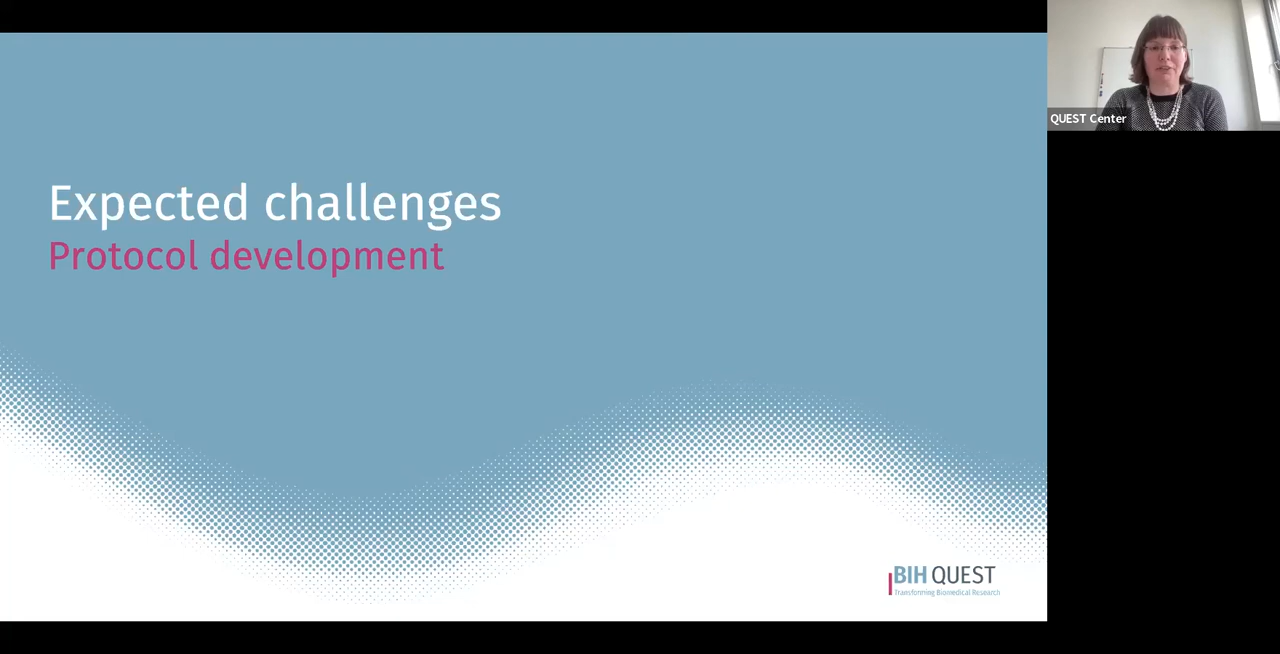 Expected challenges
Protocol development
QUEST Center
BIH QUEST
Transforming Biomedical Research